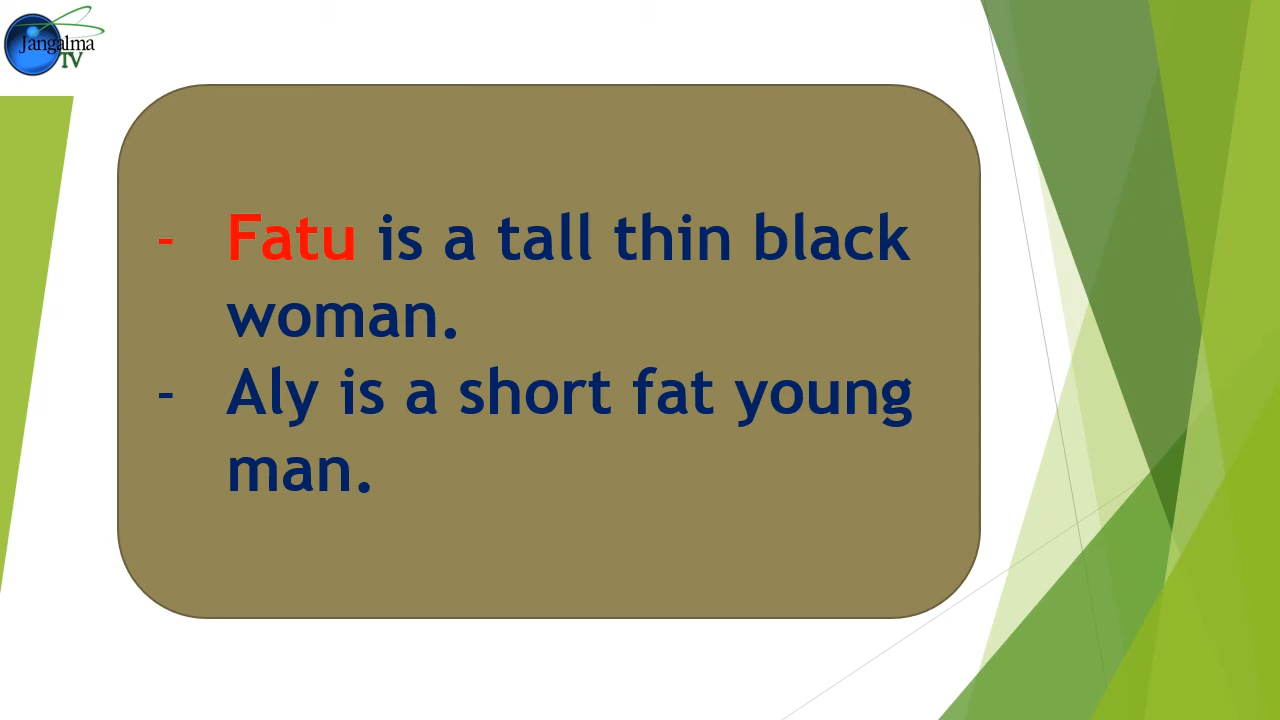 Jangalma
TV
- Fatu is a tall thin black
woman.
- Aly is a short fat young
man.